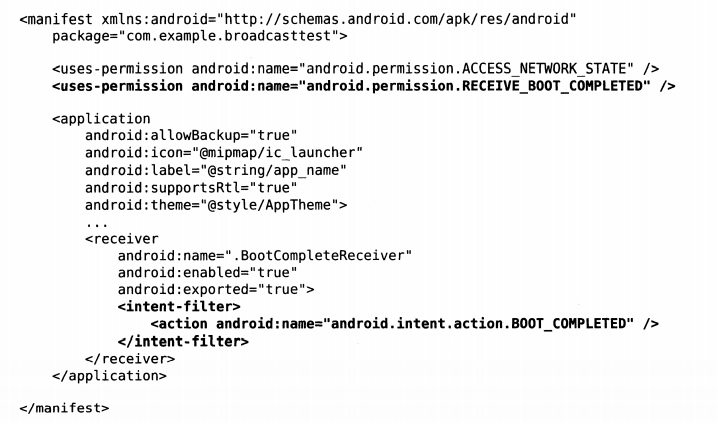 <manifest xmlns:android="http://schemas.android.com/apk/res/android"
    package="com.example.broadcasttest">

    <uses-permission android:name="android.permission.ACCESS_NETWORK_STATE" />
    <uses-permission android:name="android.permission.RECEIVE_BOOT_COMPLETED" />

    <application
        android:allowBackup="true"
        android:icon="@mipmap/ic_launcher"
        android:label="@string/app_name"
        android:supportsRtl="true"
        android:theme="@style/AppTheme">
        ...
        <receiver
            android:name=".BootCompleteReceiver"
            android:enabled="true"
            android:exported="true">
            <intent-filter>
                <action android:name="android.intent.action.BOOT_COMPLETED" />
            </intent-filter>
        </receiver>
    </application>

</manifest>